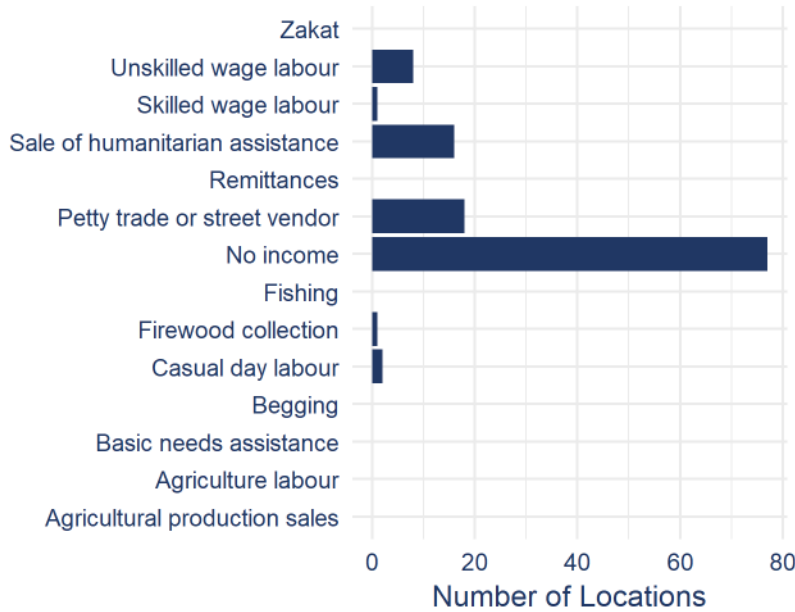 Zakat
Unskilled wage labour
Skilled wage labour
Sale of humanitarian assistance
Remittances
Petty trade or street vendor
No income
Fishing
Firewood collection
Casual day labour
Begging
Basic needs assistance
Agriculture labour
Agricultural production sales
0 20 40 60 80
Number of Locations